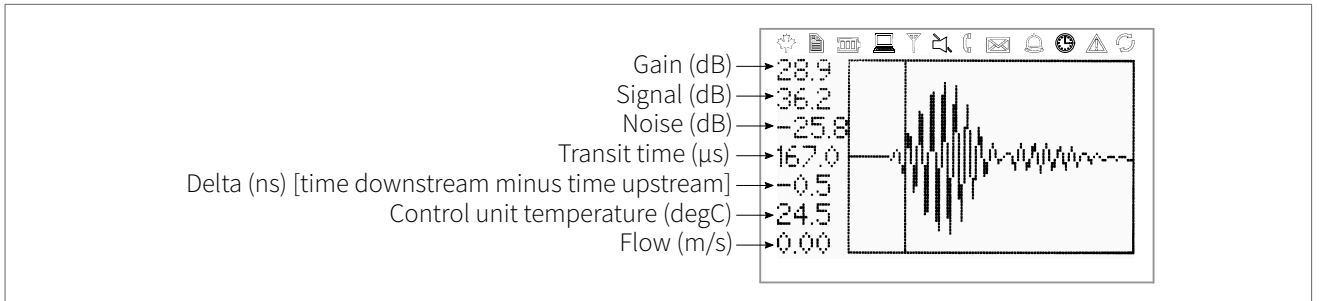 Gain (dB) 28.9
Signal (dB) 36.2
Noise (dB) -25.8
Transit time (µs) 167.0
Delta (ns) [time downstream minus time upstream] -0.5
Control unit temperature (degC) 24.5
Flow (m/s) 0.00